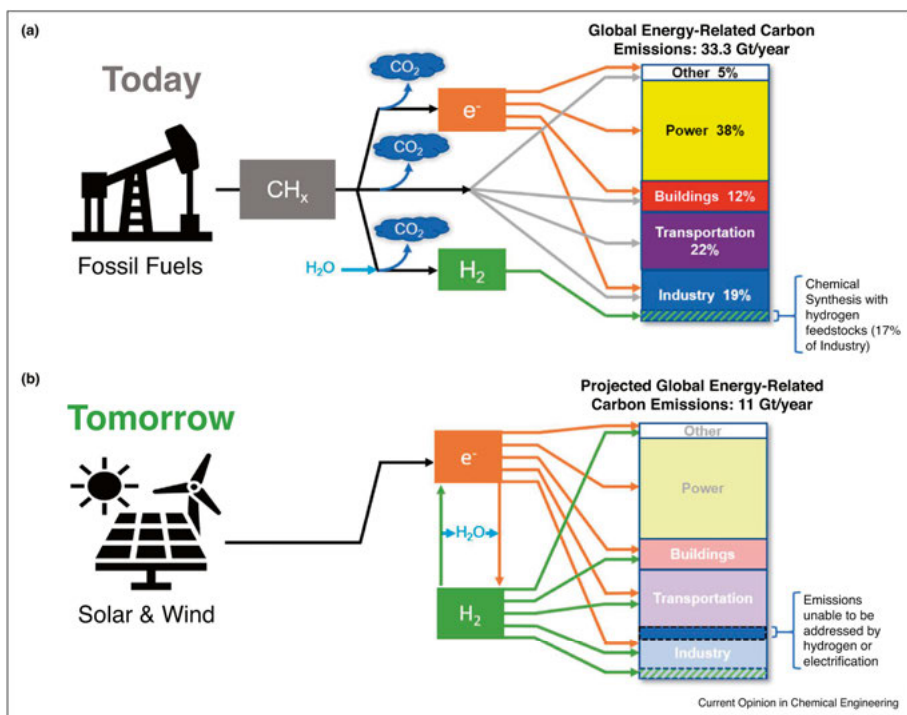 (a)
Global Energy-Related Carbon
Emissions: 33.3 Gt/year
Today
CO2
Other 5%
e-
Power 38%
CO2
CHx
Buildings 12%
CO2
Transportation
22%
Fossil Fuels
H2O
H2
Industry 19%
Chemical
Synthesis with
hydrogen
feedstocks (17%
of Industry)
(b)
Projected Global Energy-Related
Carbon Emissions: 11 Gt/year
Tomorrow
Other
e-
Power
H2O
Buildings
Solar & Wind
H2
Transportation
Industry
Emissions
unable to be
addressed by
hydrogen or
electrification
Current Opinion in Chemical Engineering